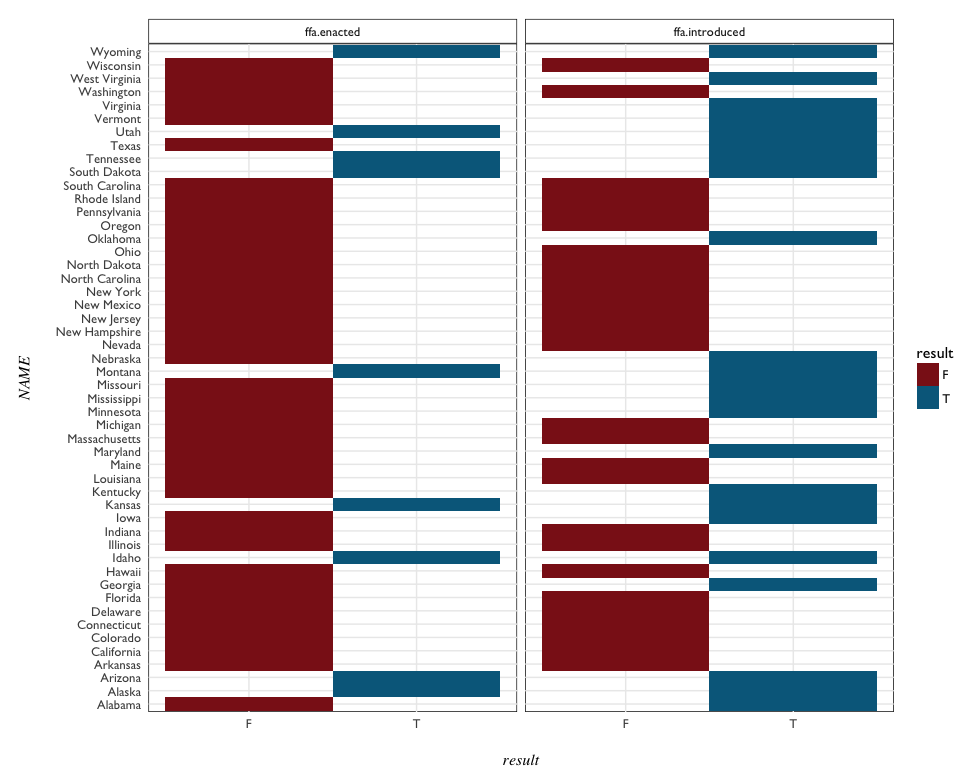 ffa.enacted
ffa.introduced
Wyoming
Wisconsin
West Virginia
Washington
Virginia
Vermont
Utah
Texas
Tennessee
South Dakota
South Carolina
Rhode Island
Pennsylvania
Oregon
Oklahoma
Ohio
North Dakota
North Carolina
New York
New Mexico
New Jersey
New Hampshire
Nevada
Nebraska
Montana
Missouri
Mississippi
Minnesota
Michigan
Massachusetts
Maryland
Maine
Louisiana
Kentucky
Kansas
Iowa
Indiana
Illinois
Idaho
Hawaii
Georgia
Florida
Delaware
Connecticut
Colorado
California
Arkansas
Arizona
Alaska
Alabama
NAME
F
T
F
T
result
result
F
T